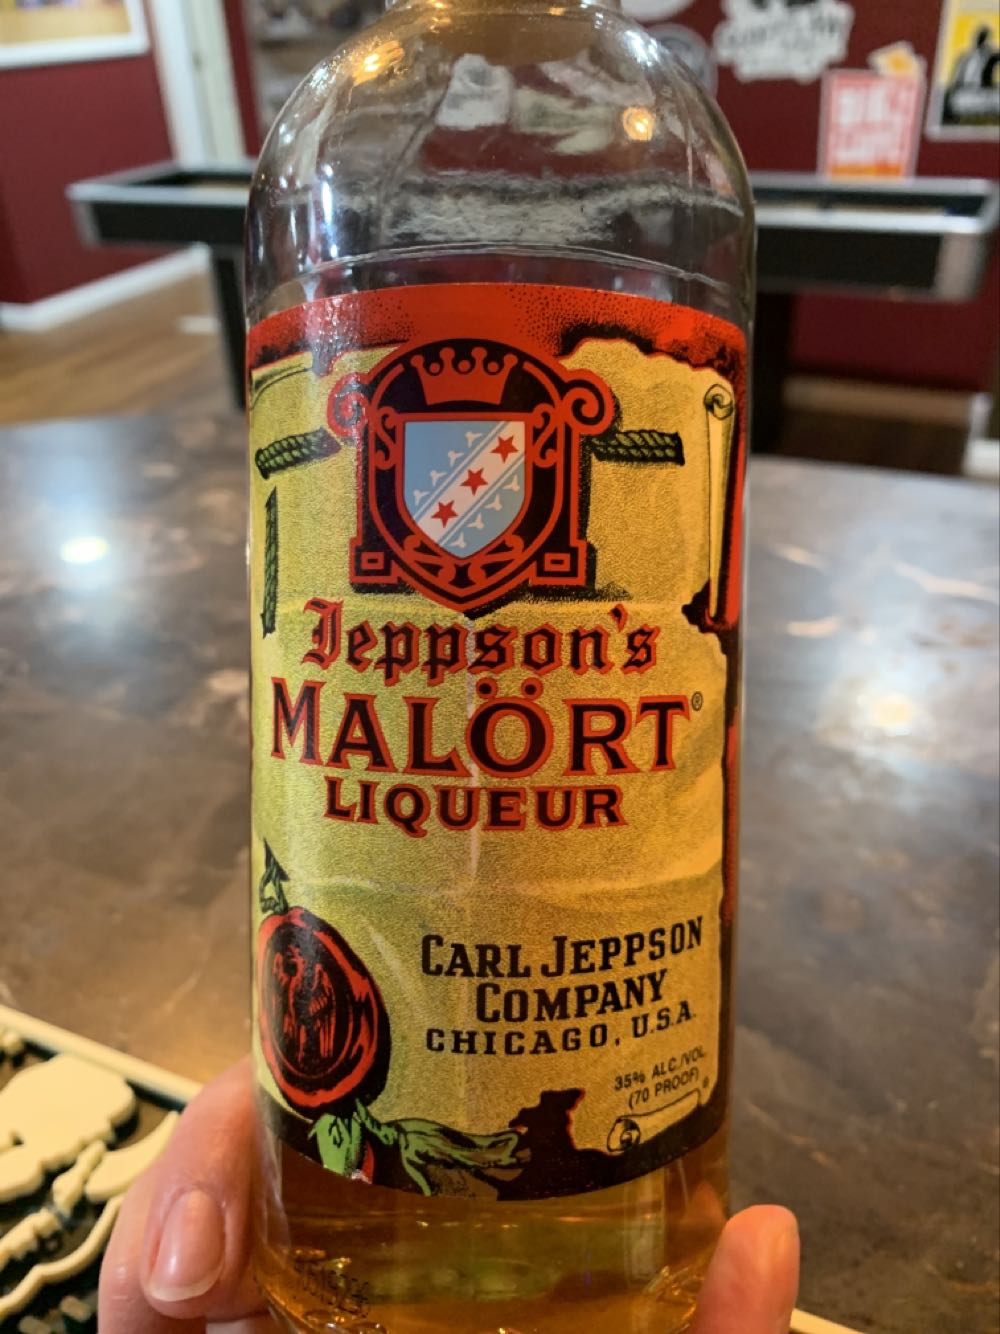 Jeppson's
MALÖRT®
LIQUEUR
CARL JEPPSON
COMPANY
CHICAGO, U.S.A.
35% ALC./VOL.
(70 PROOF)